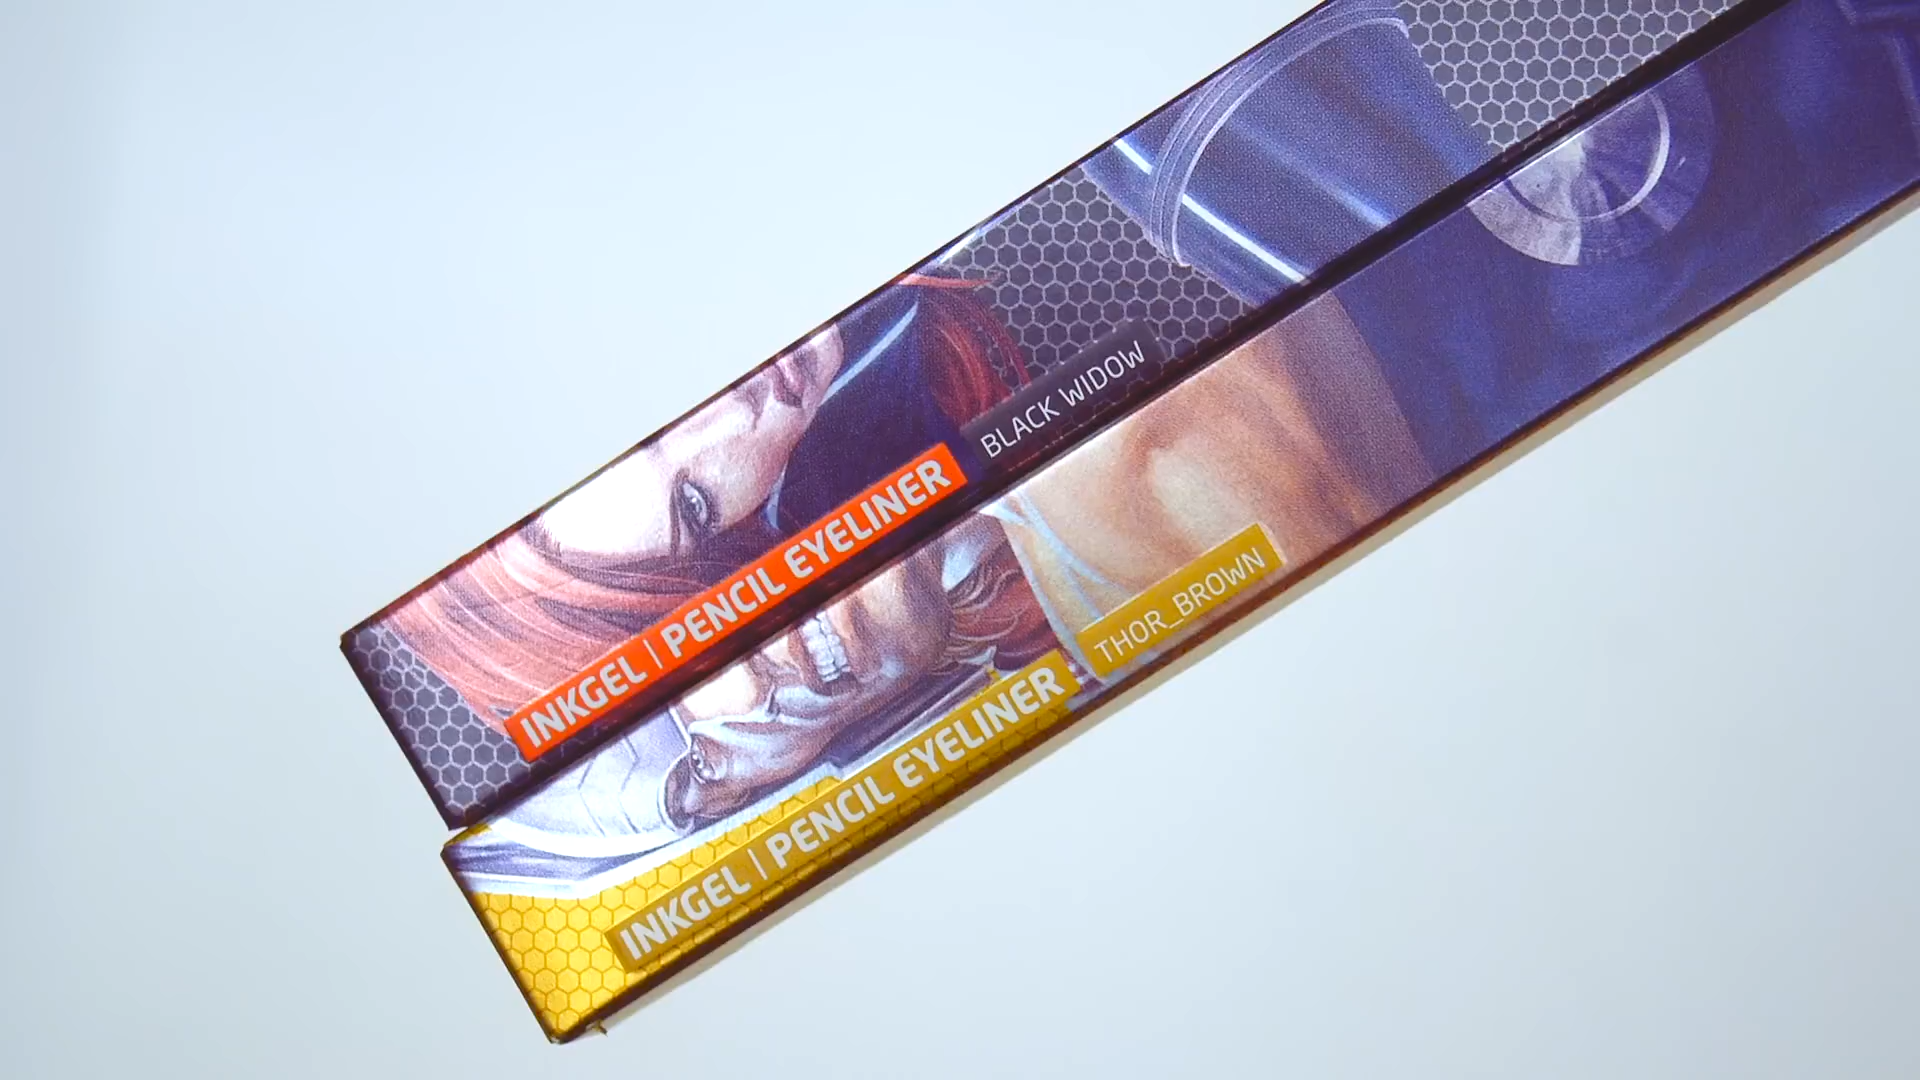 INKGEL | PENCIL EYELINER
BLACK WIDOW
INKGEL | PENCIL EYELINER
THOR_BROWN